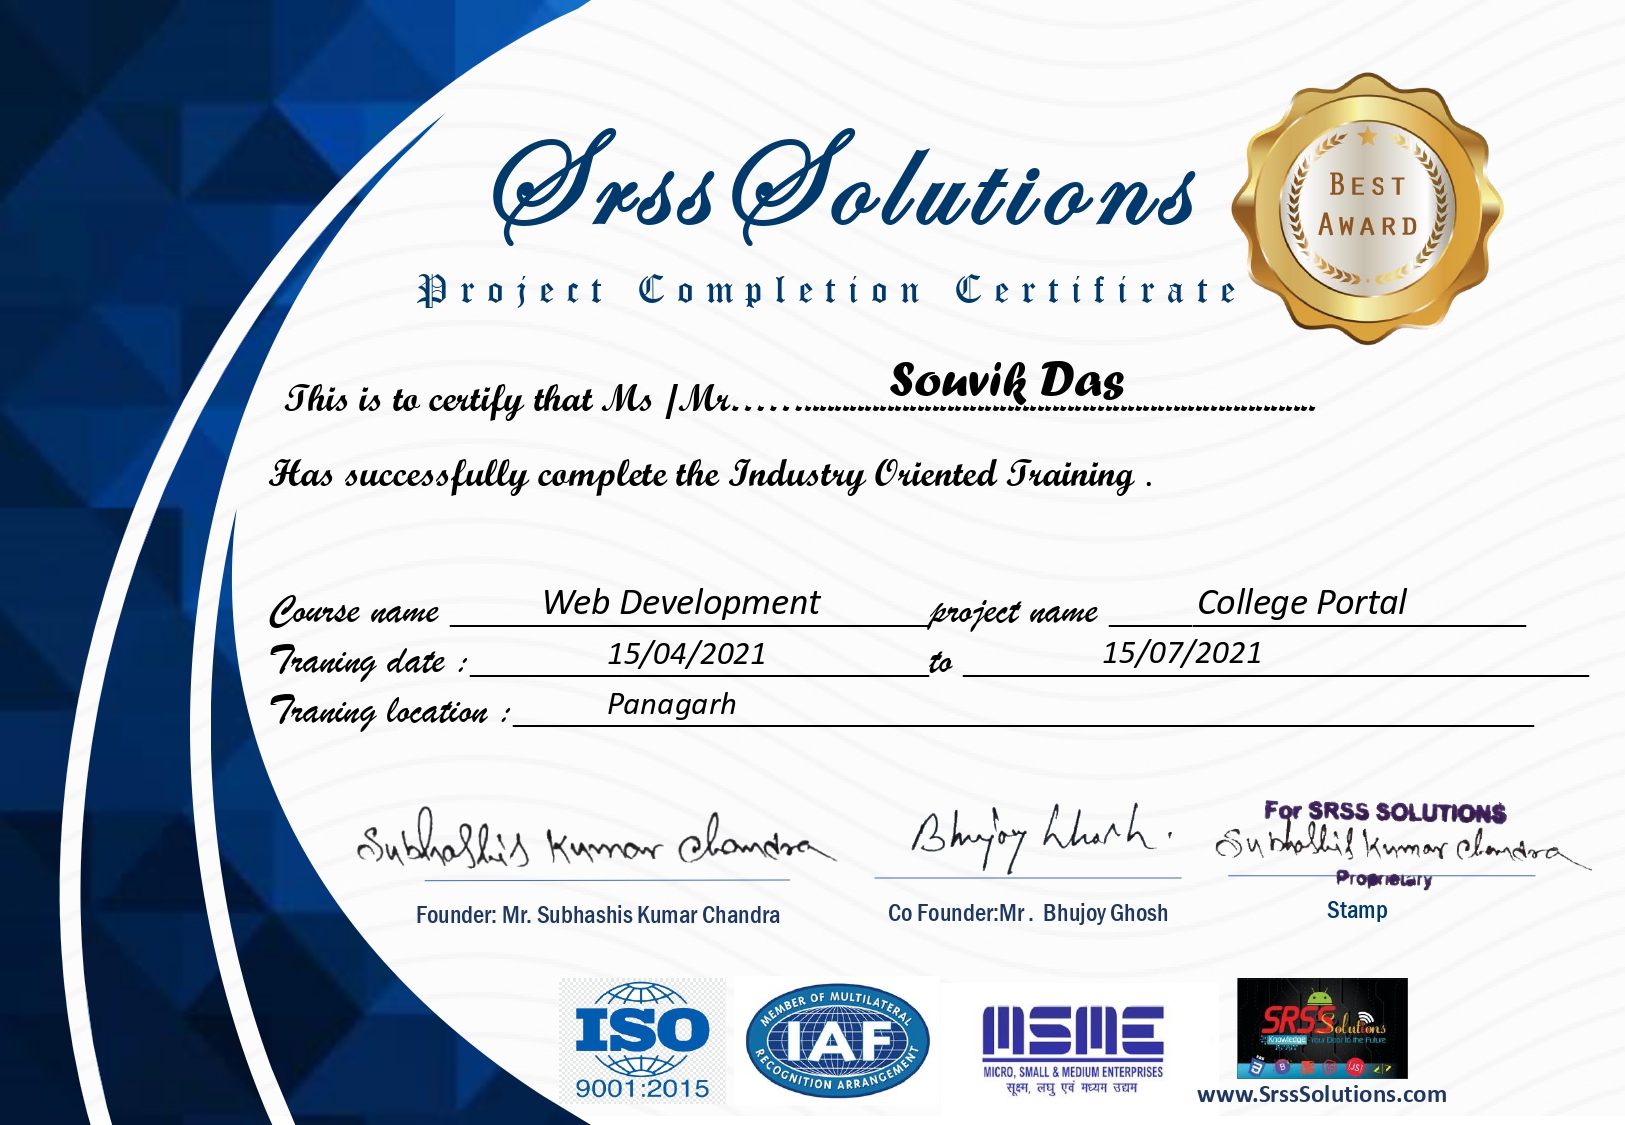 Srss Solutions
BEST
AWARD
Project Completion Certifirate
This is to certify that Ms /Mr.................... Souvik Das ....................
Has successfully complete the Industry Oriented Training .
Course name Web Development project name College Portal
Traning date : 15/04/2021 to 15/07/2021
Traning location : Panagarh
Subhashis Kumar Chandra
Bhujoy Ghosh.
For SRSS SOLUTIONS
Subhashis Kumar Chandra
Proprietary
Founder: Mr. Subhashis Kumar Chandra
Co Founder:Mr . Bhujoy Ghosh
Stamp
ISO
9001:2015
MEMBER OF MULTILATERAL
IAF
RECOGNITION ARRANGEMENT
MSME
MICRO, SMALL & MEDIUM ENTERPRISES
सूक्ष्म, लघु एवं मध्यम उद्यम
SRSS Solutions
Knowledge Your Door to the Future
www.SrssSolutions.com